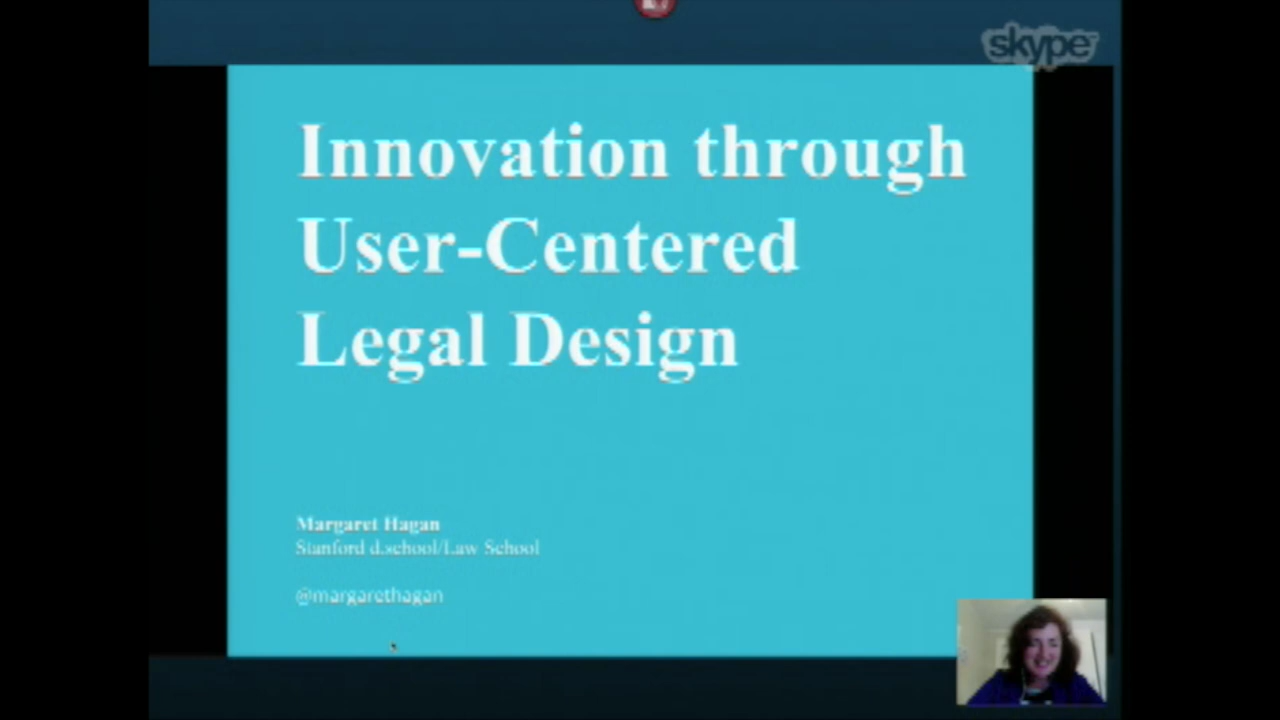 skype
Innovation through
User-Centered
Legal Design
Margaret Hagan
Stanford d.school/Law School
@margarethagan